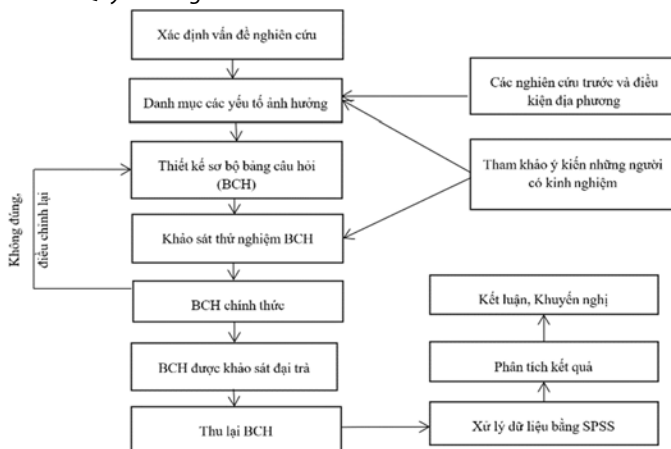 Xác định vấn đề nghiên cứu
Danh mục các yếu tố ảnh hưởng
Các nghiên cứu trước và điều
kiện địa phương
Thiết kế sơ bộ bảng câu hỏi
(BCH)
Tham khảo ý kiến những người
có kinh nghiệm
Không đúng,
điều chỉnh lại
Khảo sát thử nghiệm BCH
BCH chính thức
Kết luận, Khuyến nghị
BCH được khảo sát đại trà
Phân tích kết quả
Thu lại BCH
Xử lý dữ liệu bằng SPSS